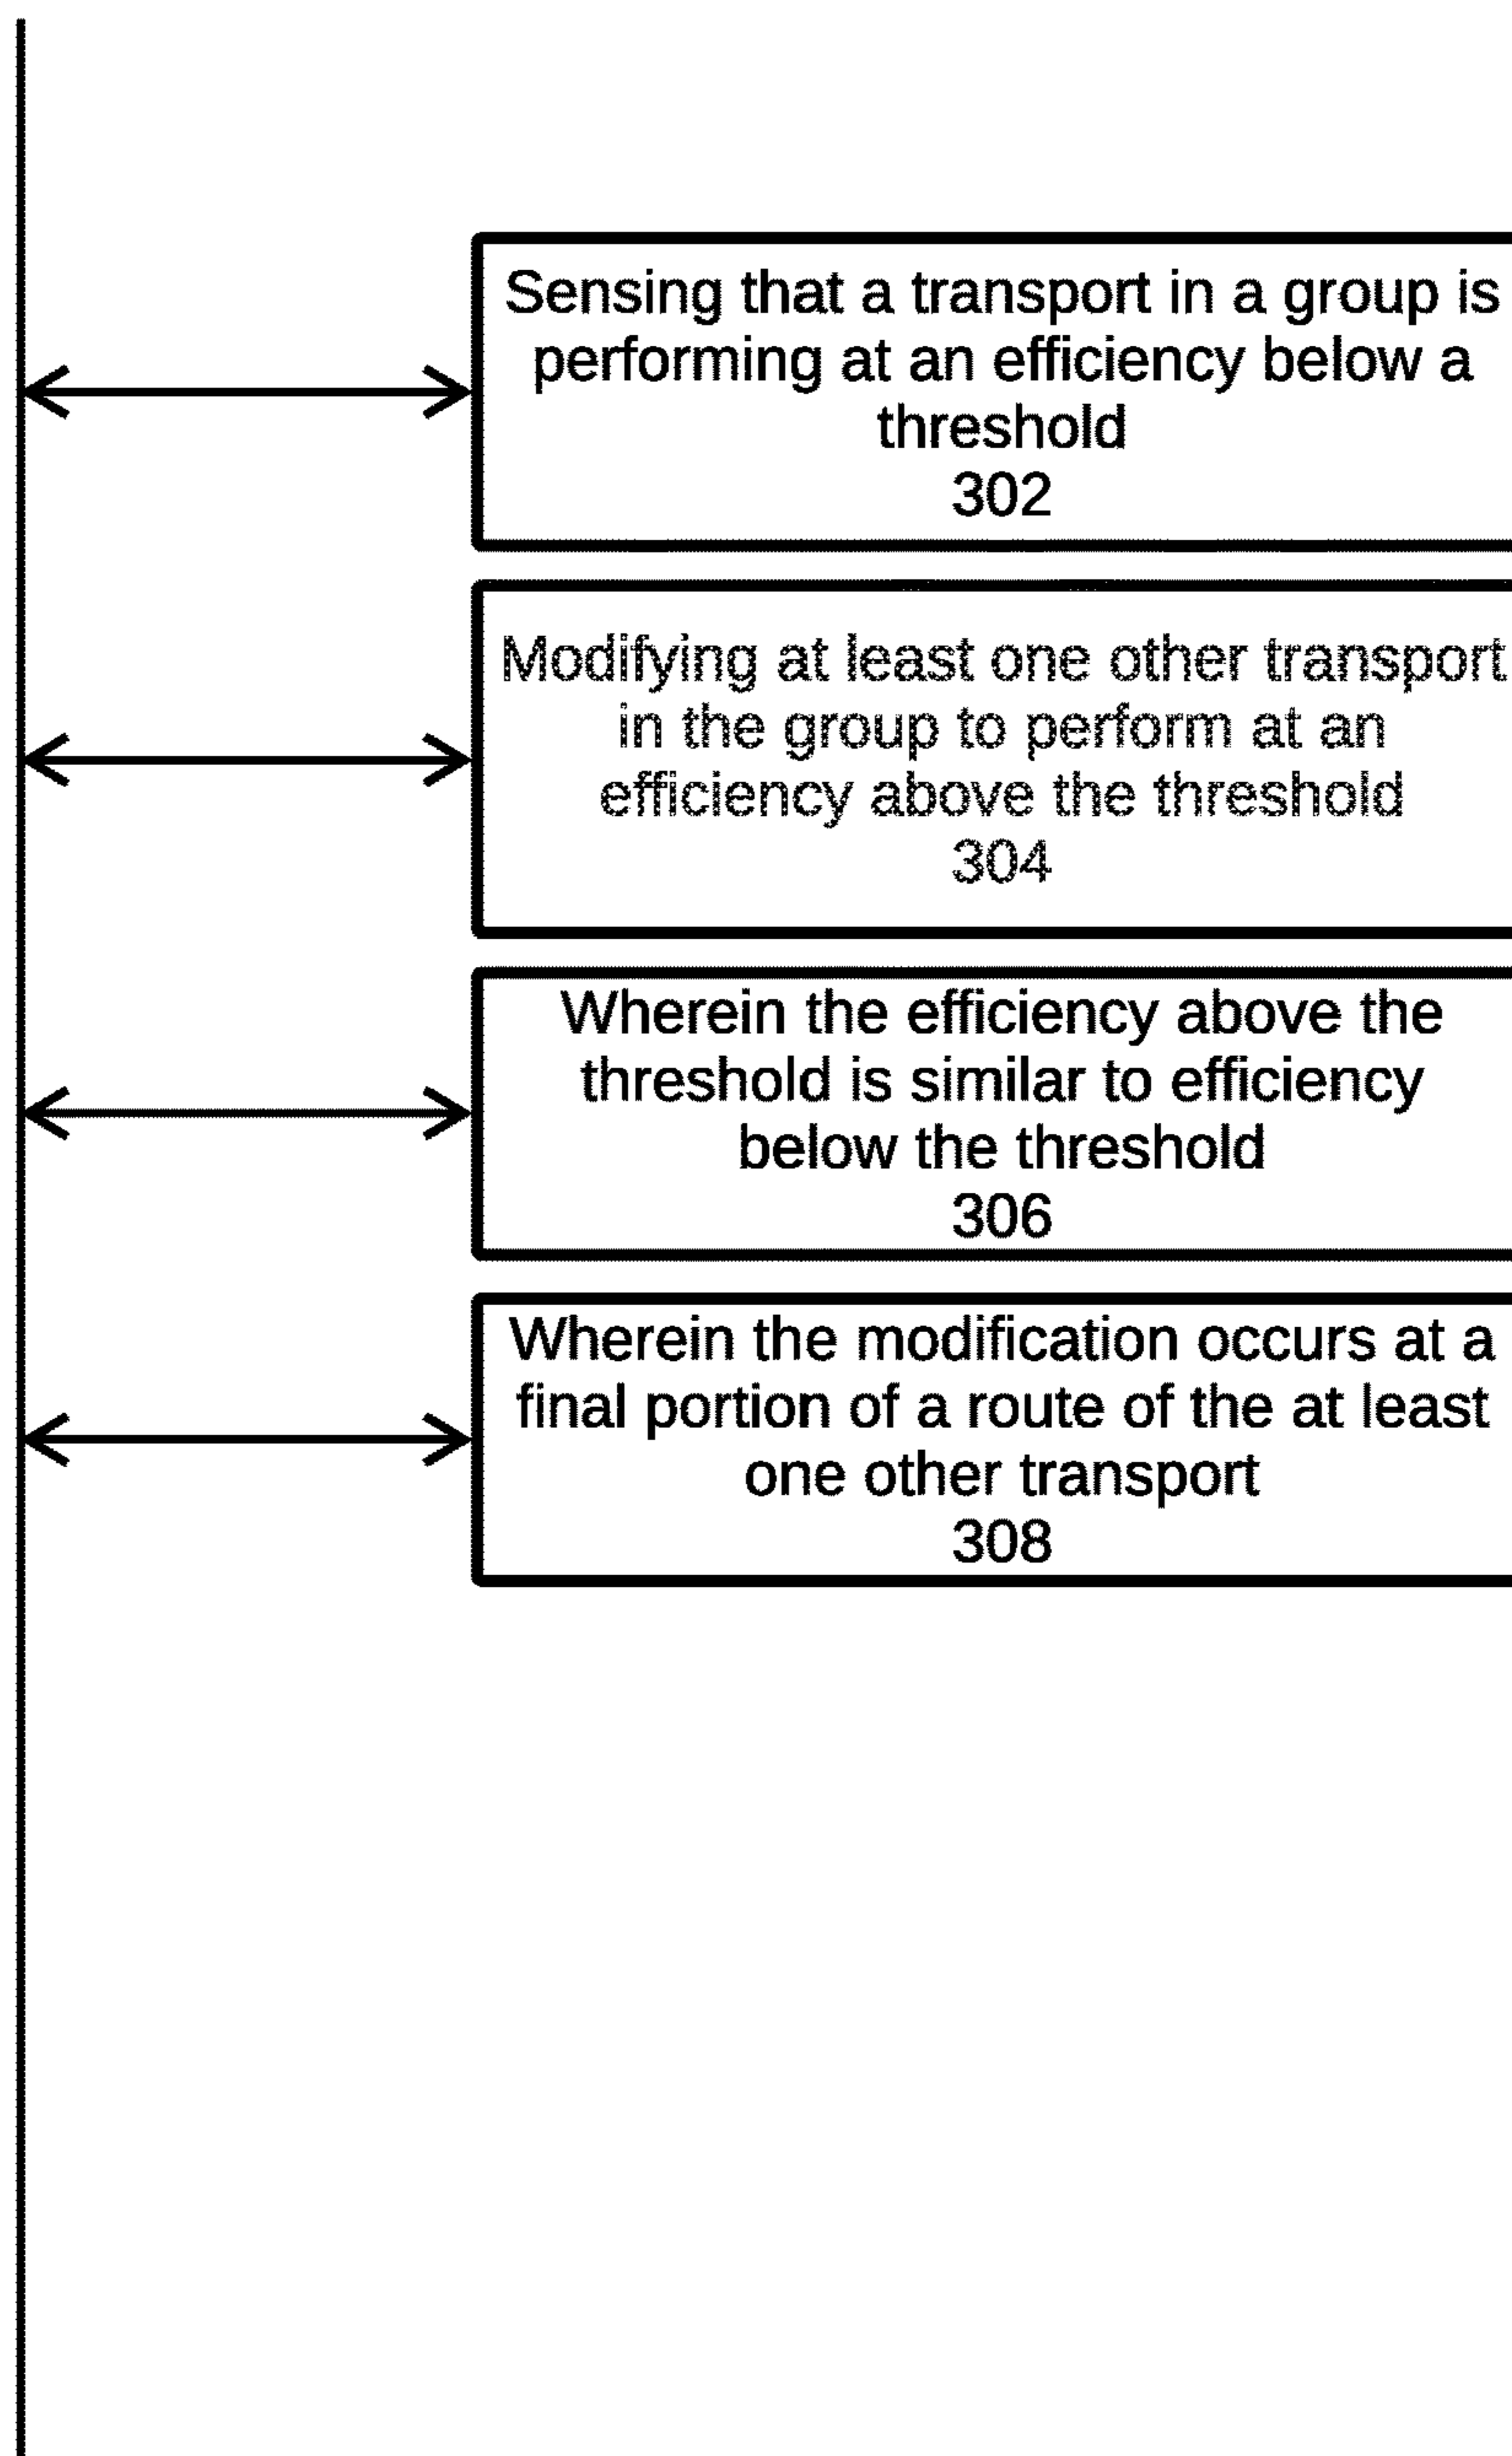 Sensing that a transport in a group is
performing at an efficiency below a
threshold
302
Modifying at least one other transport
in the group to perform at an
efficiency above the threshold
304
Wherein the efficiency above the
threshold is similar to efficiency
below the threshold
306
Wherein the modification occurs at a
final portion of a route of the at least
one other transport
308